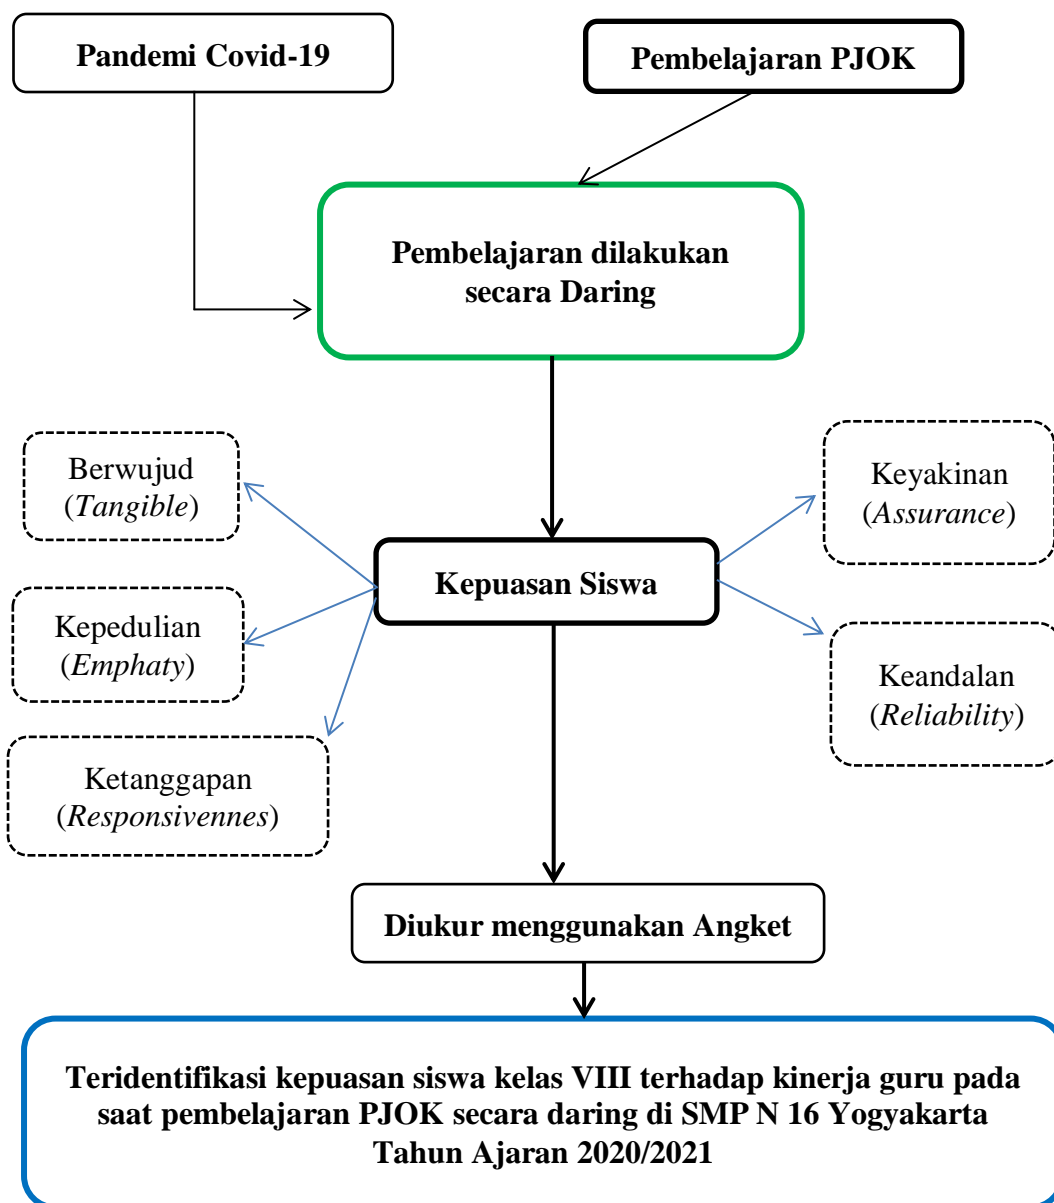 Pandemi Covid-19
Pembelajaran PJOK
Pembelajaran dilakukan
secara Daring
Berwujud
(Tangible)
Keyakinan
(Assurance)
Kepuasan Siswa
Kepedulian
(Emphaty)
Keandalan
(Reliability)
Ketanggapan
(Responsivennes)
Diukur menggunakan Angket
Teridentifikasi kepuasan siswa kelas VIII terhadap kinerja guru pada
saat pembelajaran PJOK secara daring di SMP N 16 Yogyakarta
Tahun Ajaran 2020/2021